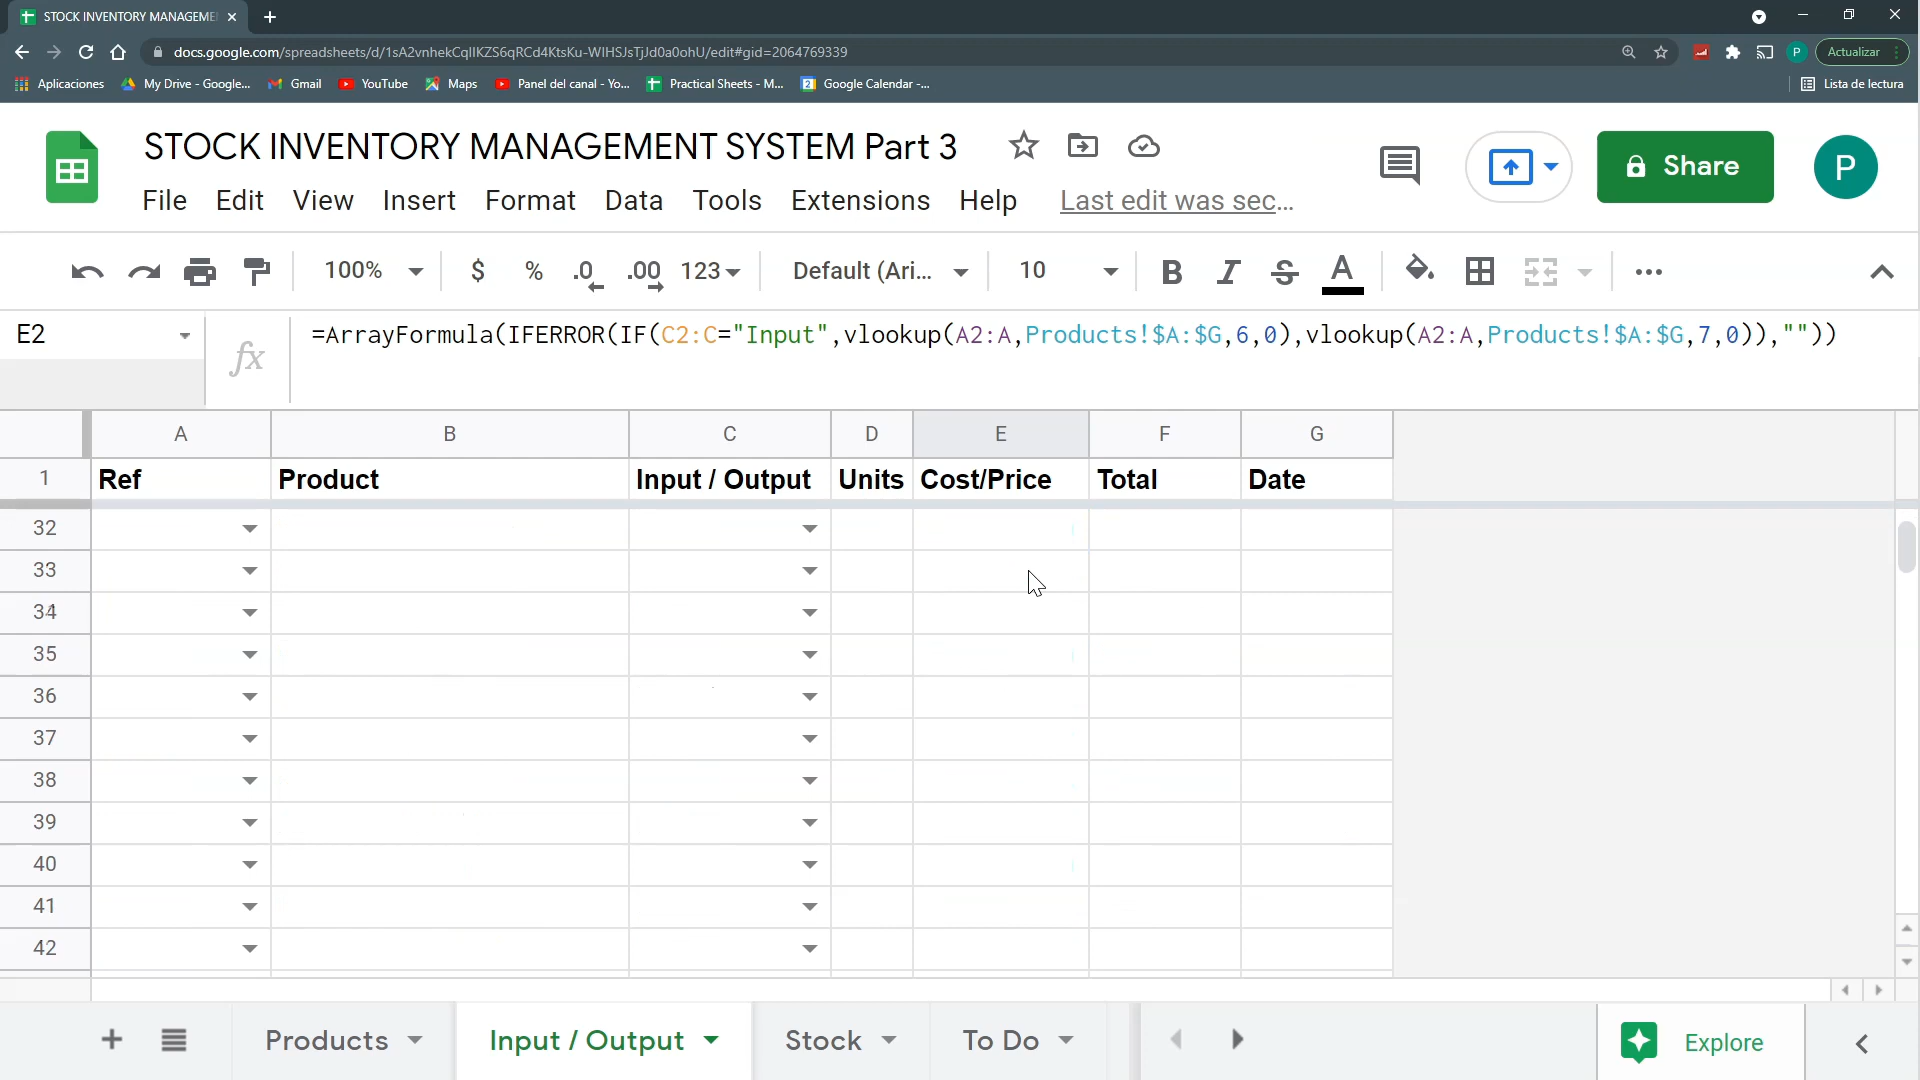 STOCK INVENTORY MANAGEME
docs.google.com/spreadsheets/d/1sA2vnhekCqlIKZS6qRCd4KtsKu-WIHSJsTjJd0a0ohU/edit#gid=2064769339
P
Actualizar
Aplicaciones
My Drive - Google...
Gmail
YouTube
Maps
Panel del canal - Yo...
Practical Sheets - M...
Google Calendar -...
Lista de lectura
STOCK INVENTORY MANAGEMENT SYSTEM Part 3
Share
P
File Edit View Insert Format Data Tools Extensions Help Last edit was sec...
100% $ % .0 .00 123 Default (Ari... 10 B I S A
E2
fx
=ArrayFormula(IFERROR(IF(C2:C="Input",vlookup(A2:A,Products!$A:$G,6,0),vlookup(A2:A,Products!$A:$G,7,0)),""))
A B C D E F G
1 Ref Product Input / Output Units Cost/Price Total Date
32
33
34
35
36
37
38
39
40
41
42
Products Input / Output Stock To Do
Explore